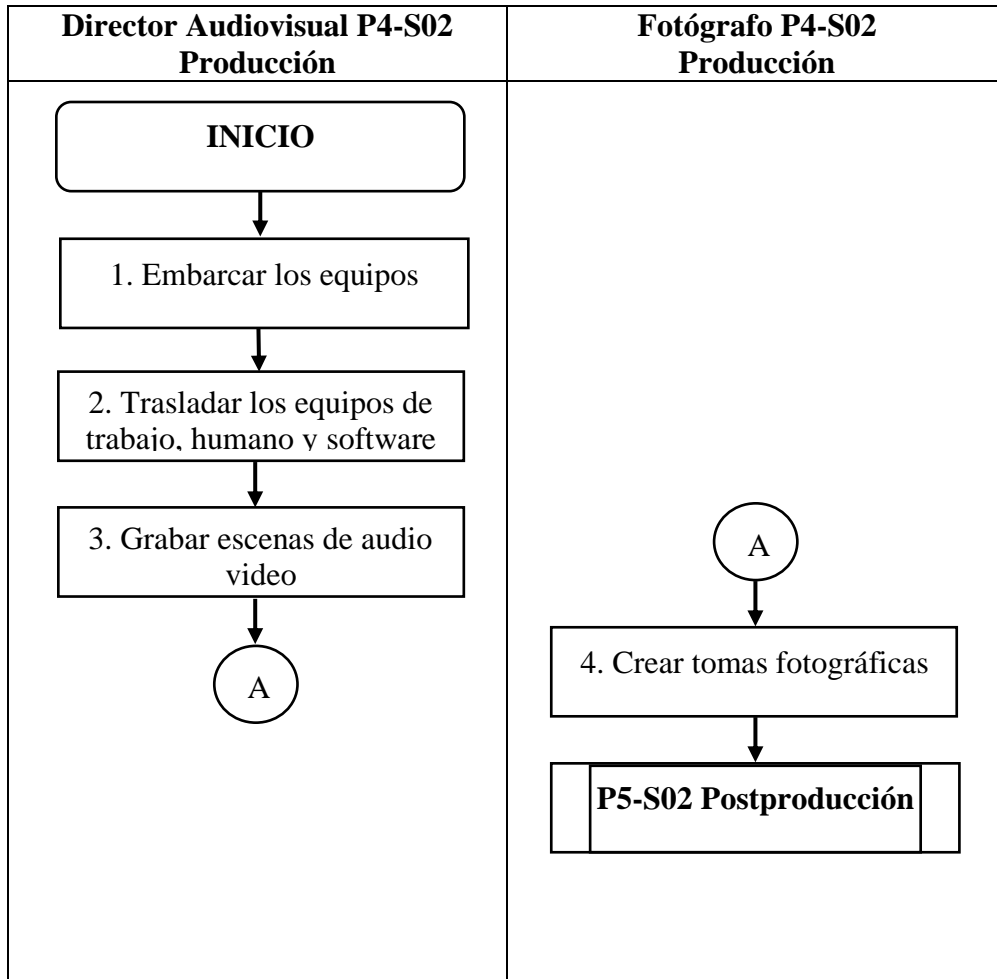 Director Audiovisual P4-S02
Producción
Fotógrafo P4-S02
Producción
INICIO
1. Embarcar los equipos
2. Trasladar los equipos de
trabajo, humano y software
3. Grabar escenas de audio
video
A
A
4. Crear tomas fotográficas
P5-S02 Postproducción